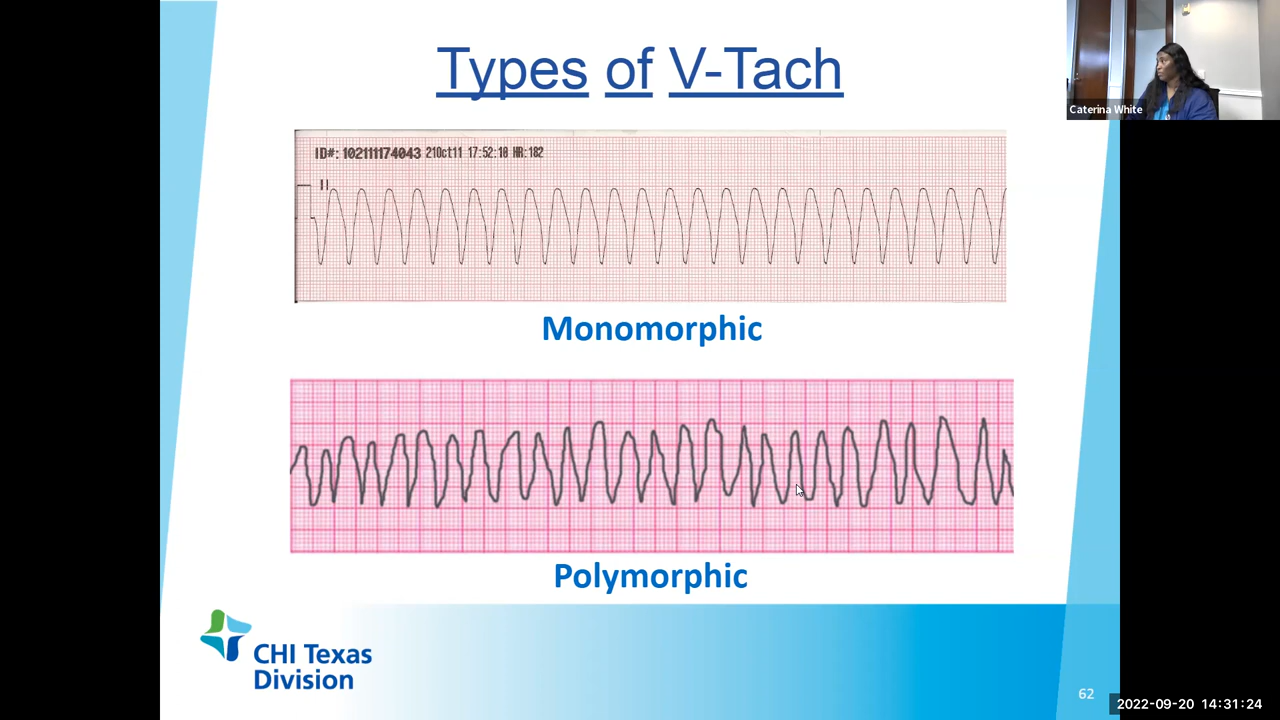 Types of V-Tach
Caterina White
ID#: 102111174043 21Oct11 17:52:18 HR:182
II
Monomorphic
Polymorphic
CHI Texas
Division
62
2022-09-20 14:31:24